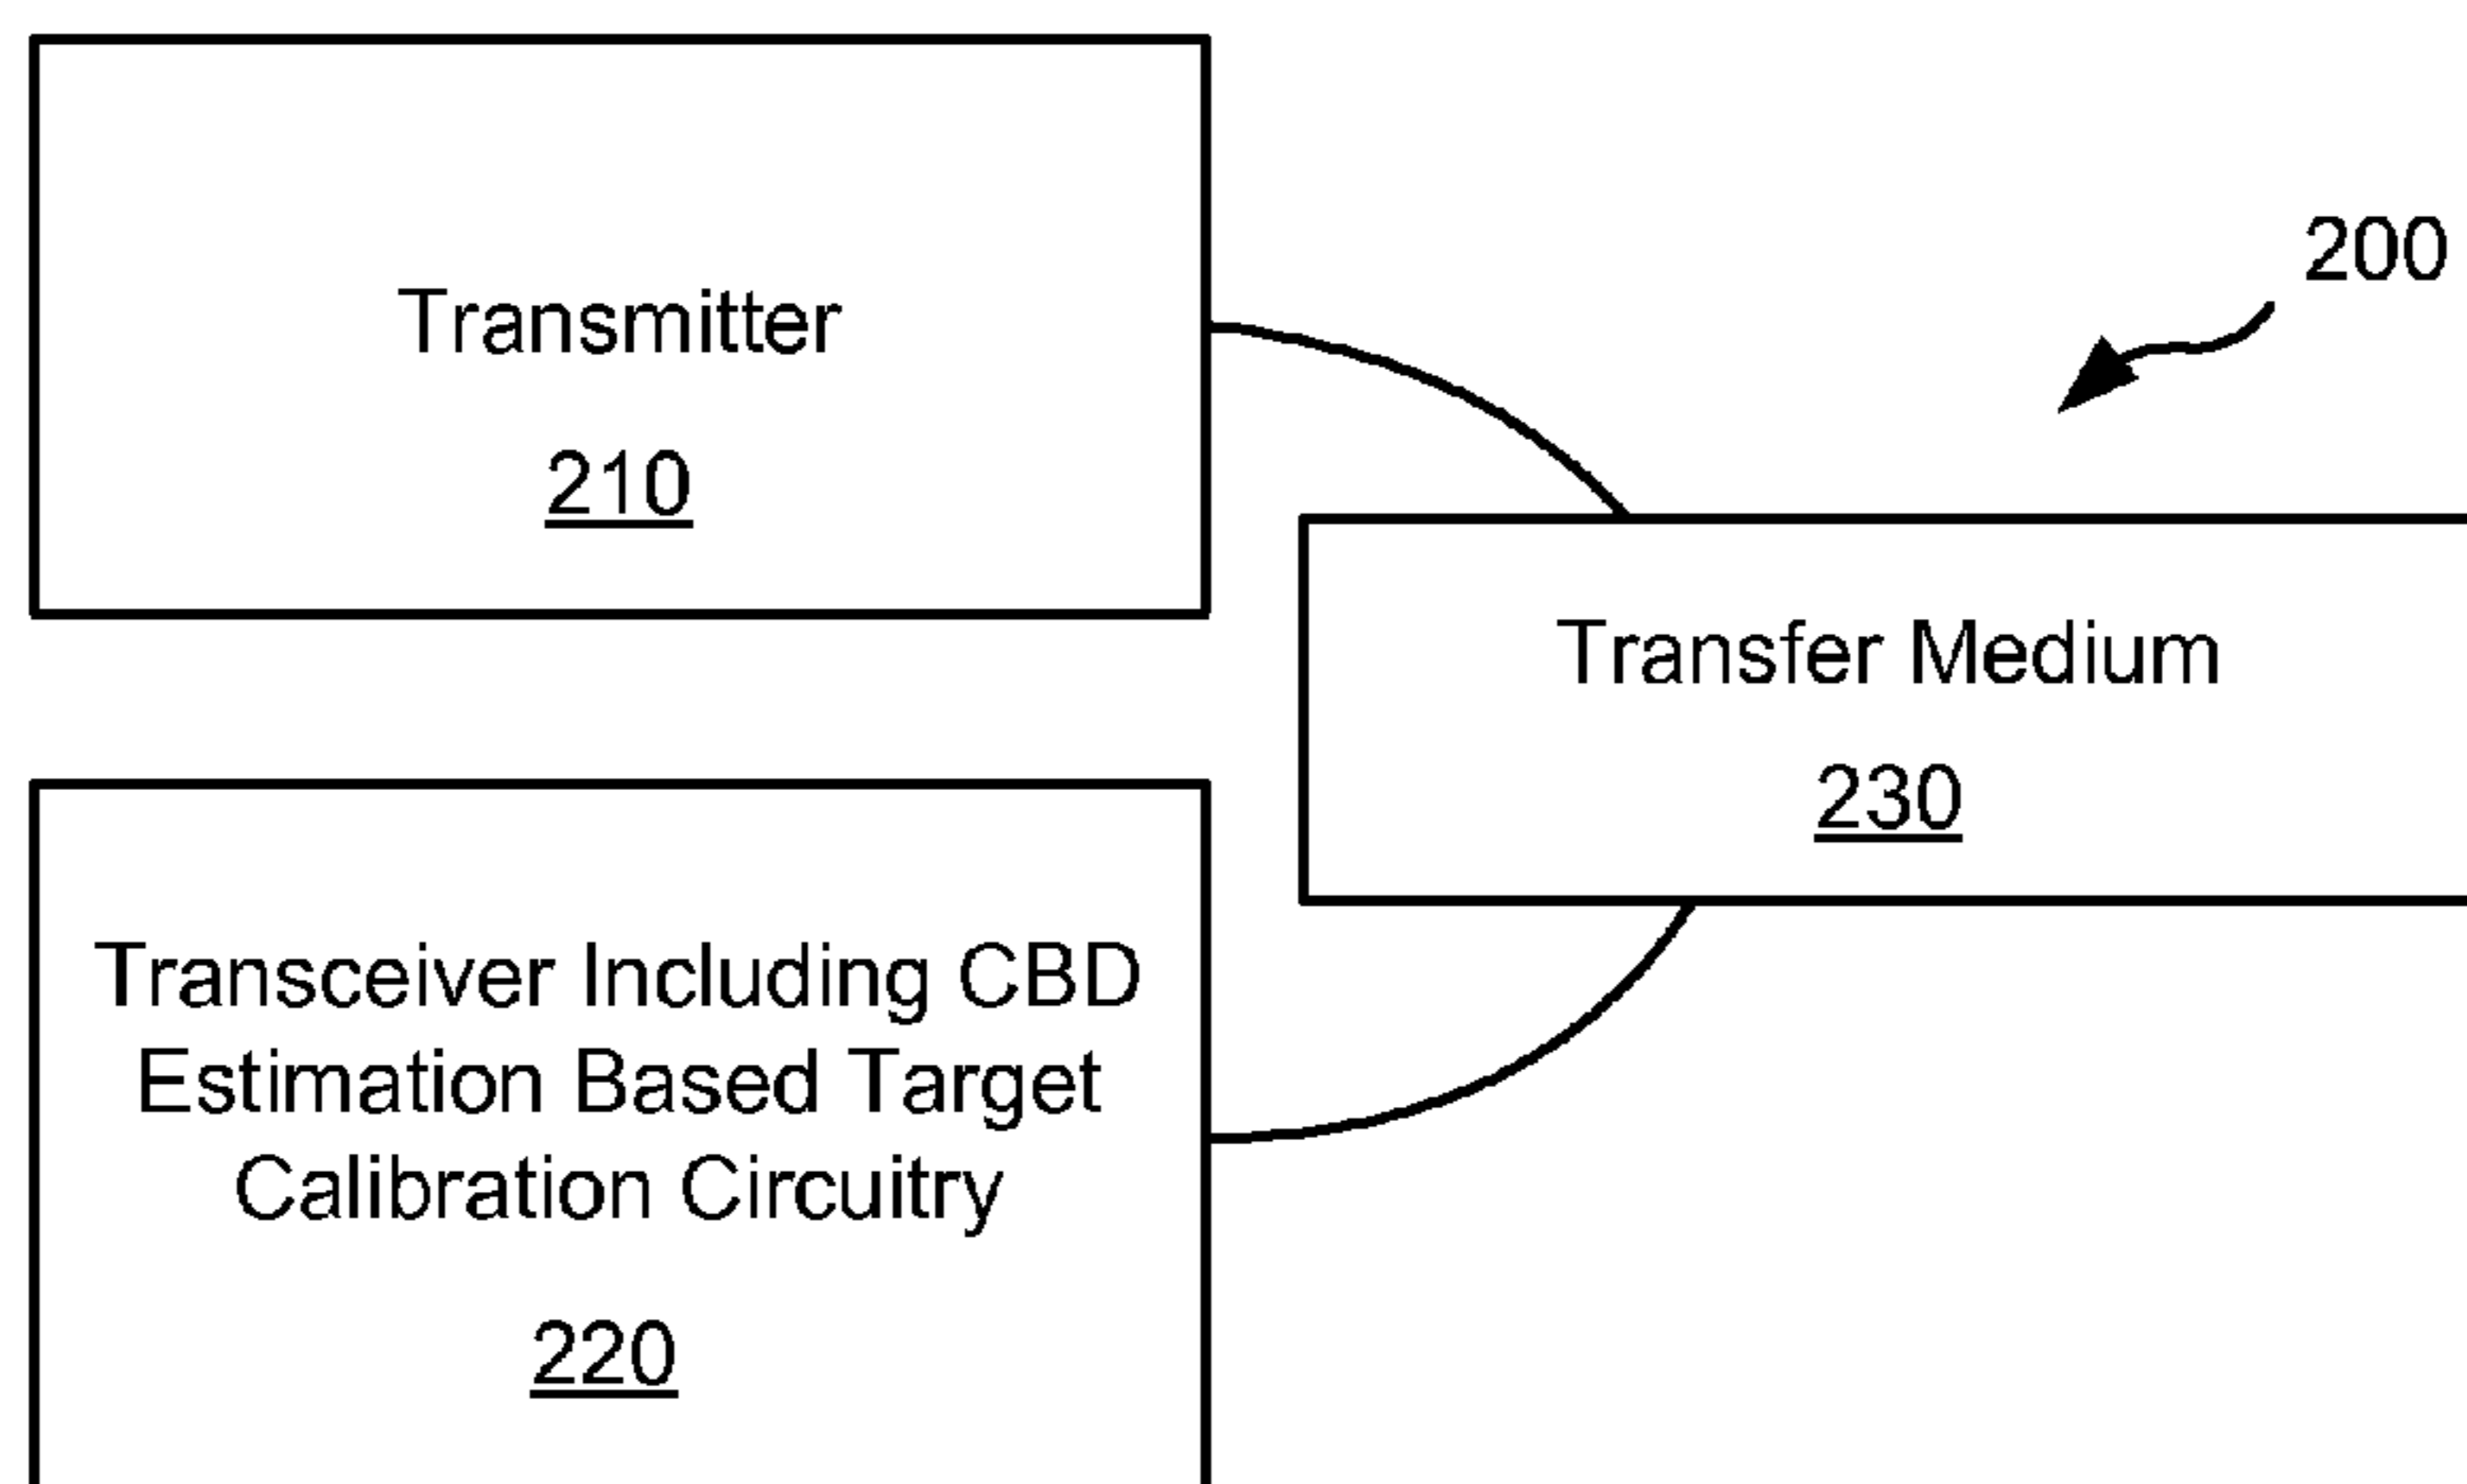 Transmitter
210
200
Transfer Medium
230
Transceiver Including CBD
Estimation Based Target
Calibration Circuitry
220